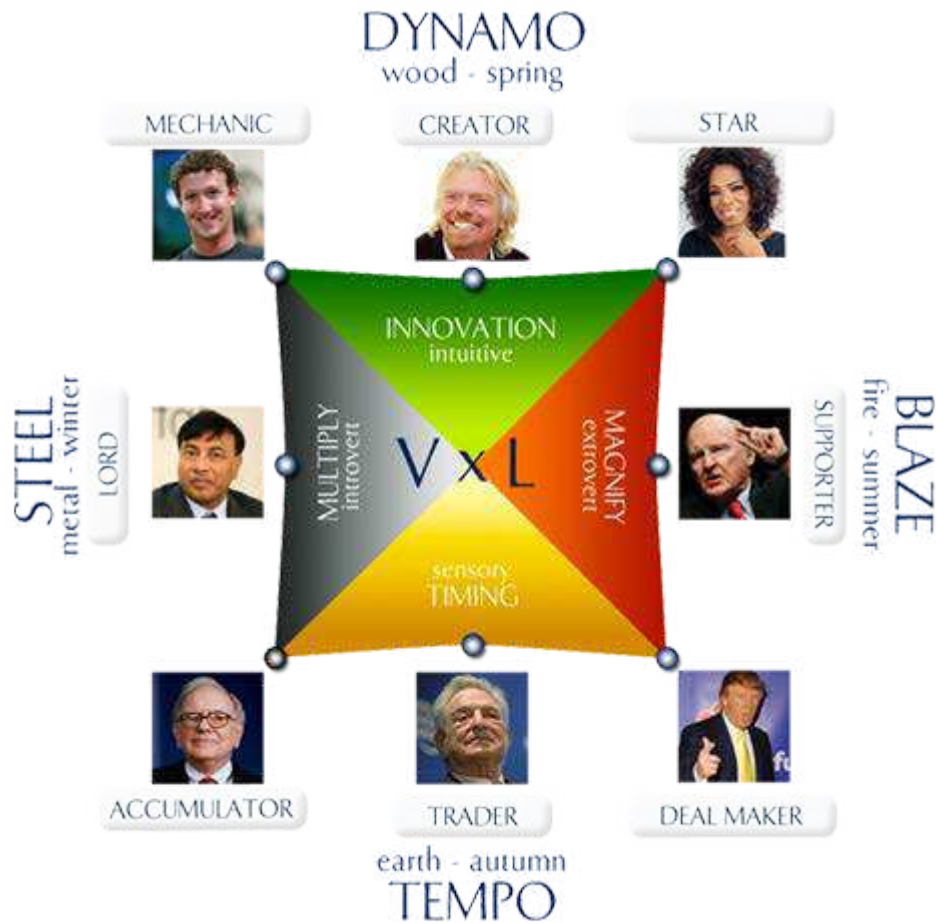 DYNAMO
wood - spring
MECHANIC
CREATOR
STAR
INNOVATION
intuitive
STEEL
metal - winter
LORD
MULTIPLY
introvert
V x L
MAGNIFY
extrovert
SUPPORTER
fire - summer
BLAZE
sensory
TIMING
ACCUMULATOR
TRADER
DEAL MAKER
earth - autumn
TEMPO